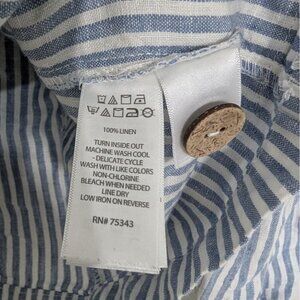 100% LINEN
TURN INSIDE OUT
MACHINE WASH COOL
- DELICATE CYCLE
WASH WITH LIKE COLORS
NON-CHLORINE
BLEACH WHEN NEEDED
LINE DRY
LOW IRON ON REVERSE
RN# 75343